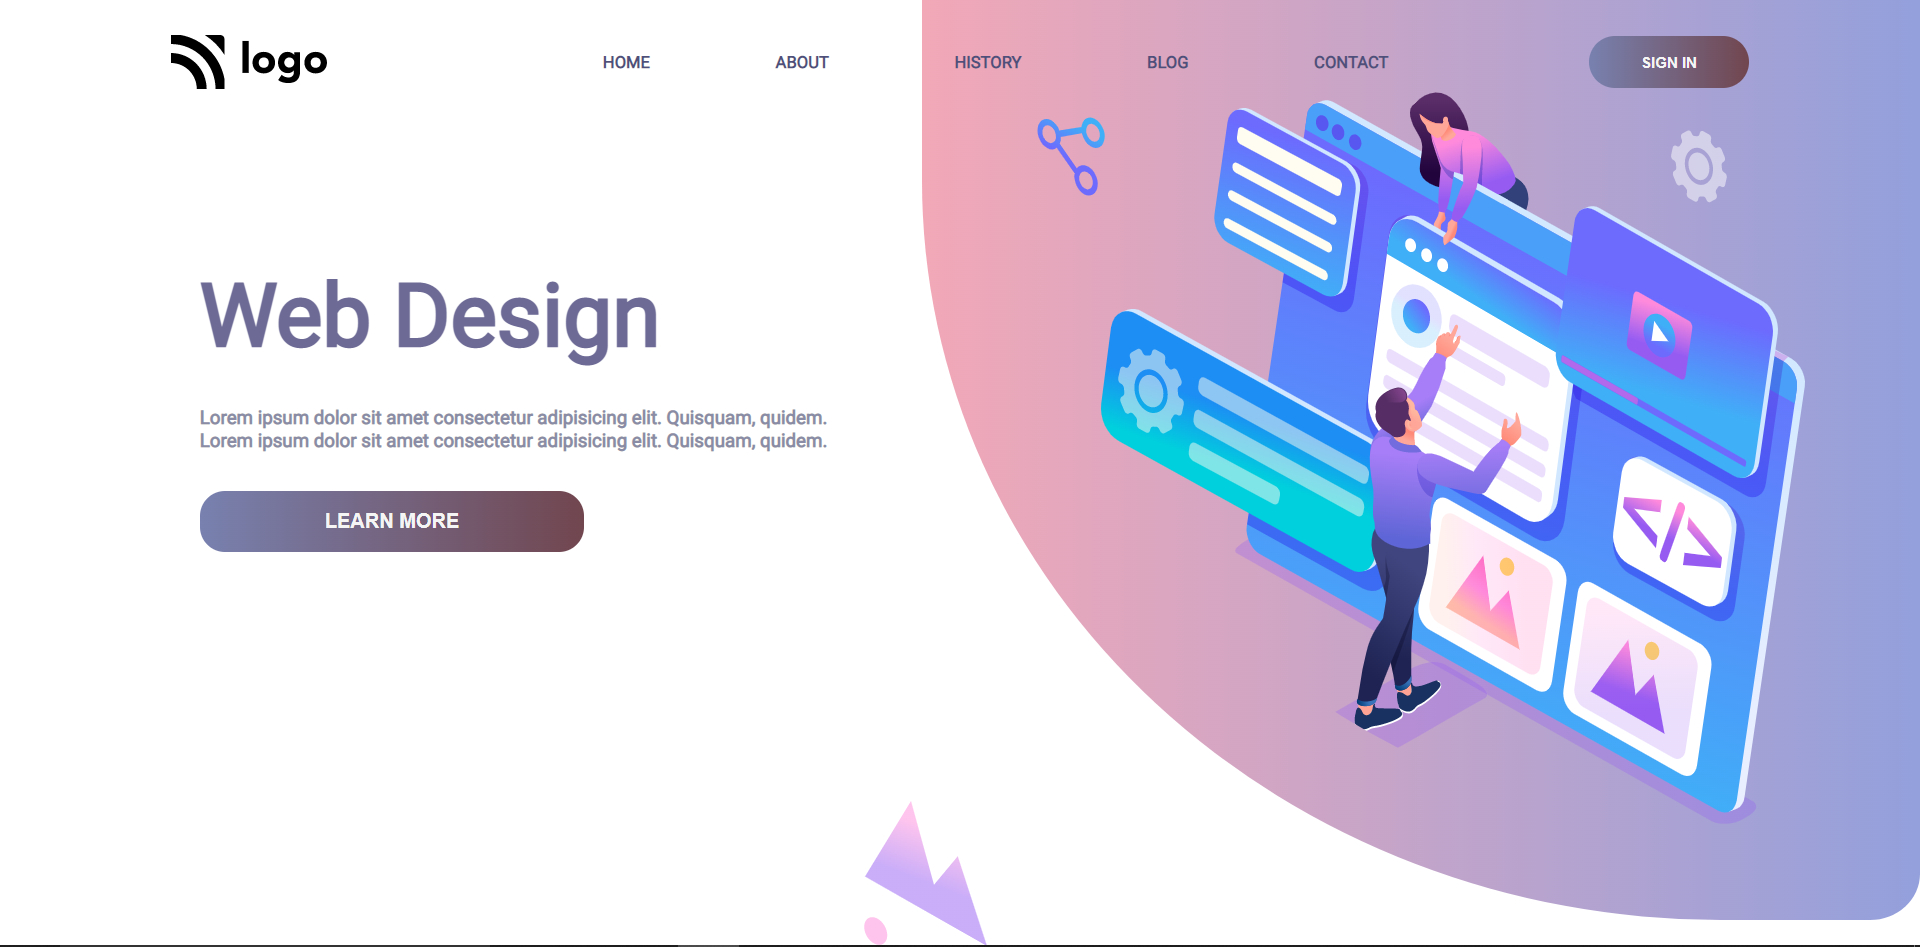 logo
HOME
ABOUT
HISTORY
BLOG
CONTACT
SIGN IN
Web Design
Lorem ipsum dolor sit amet consectetur adipisicing elit. Quisquam, quidem.
Lorem ipsum dolor sit amet consectetur adipisicing elit. Quisquam, quidem.
LEARN MORE
</>